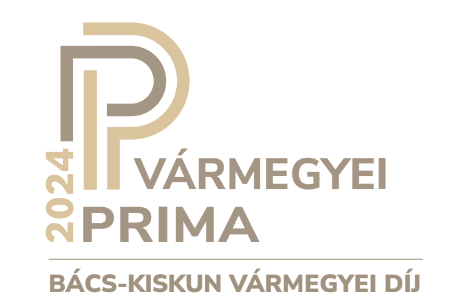 2024
VÁRMEGYEI
PRIMA
BÁCS-KISKUN VÁRMEGYEI DÍJ